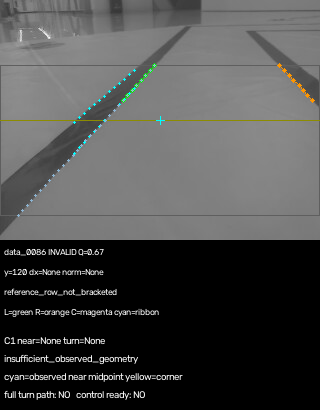 data_0086 INVALID Q=0.67
y=120 dx=None norm=None
reference_row_not_bracketed
L=green R=orange C=magenta cyan=ribbon
C1 near=None turn=None
insufficient_observed_geometry
cyan=observed near midpoint yellow=corner
full turn path: NO control ready: NO